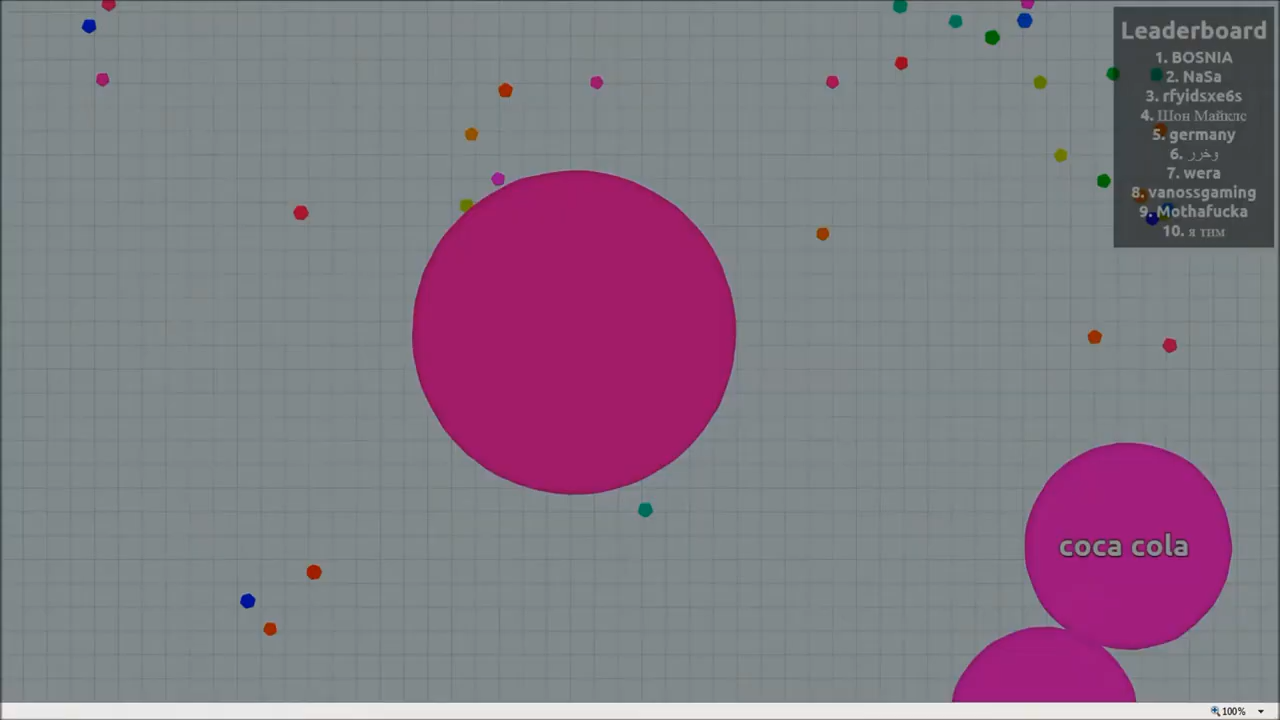 Leaderboard
1. BOSNIA
2. NaSa
3. rfyidsxe6s
4. Шон Майклс
5. germany
6. وخرر
7. wera
8. vanossgaming
9. Mothafucka
10. я тим
coca cola
100%